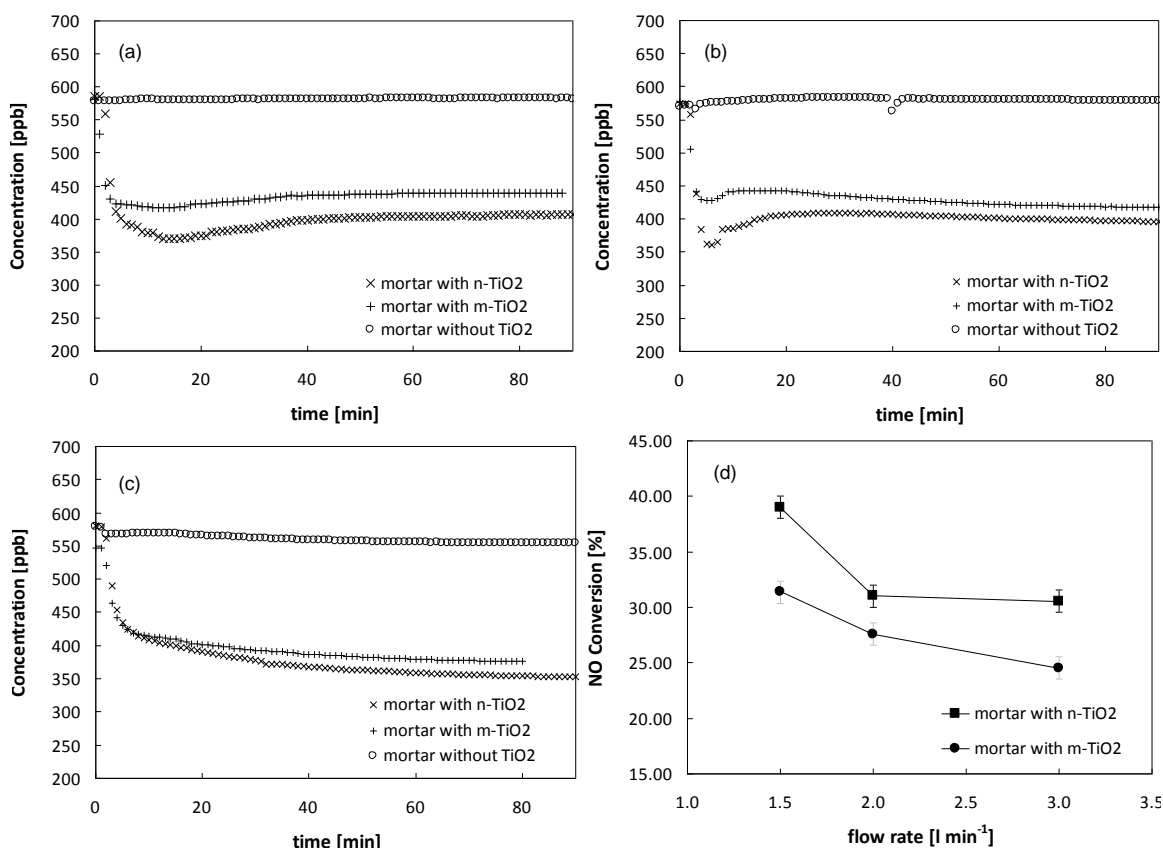 700
650
600
550
500
450
400
350
300
250
200
Concentration [ppb]
(a)
mortar with n-TiO2
mortar with m-TiO2
mortar without TiO2
0 20 40 60 80
time [min]
700
650
600
550
500
450
400
350
300
250
200
Concentration [ppb]
(b)
mortar with n-TiO2
mortar with m-TiO2
mortar without TiO2
0 20 40 60 80
time [min]
700
650
600
550
500
450
400
350
300
250
200
Concentration [ppb]
(c)
mortar with n-TiO2
mortar with m-TiO2
mortar without TiO2
0 20 40 60 80
time [min]
45.00
40.00
35.00
30.00
25.00
20.00
15.00
NO Conversion [%]
(d)
mortar with n-TiO2
mortar with m-TiO2
1.0 1.5 2.0 2.5 3.0 3.5
flow rate [l min⁻¹]